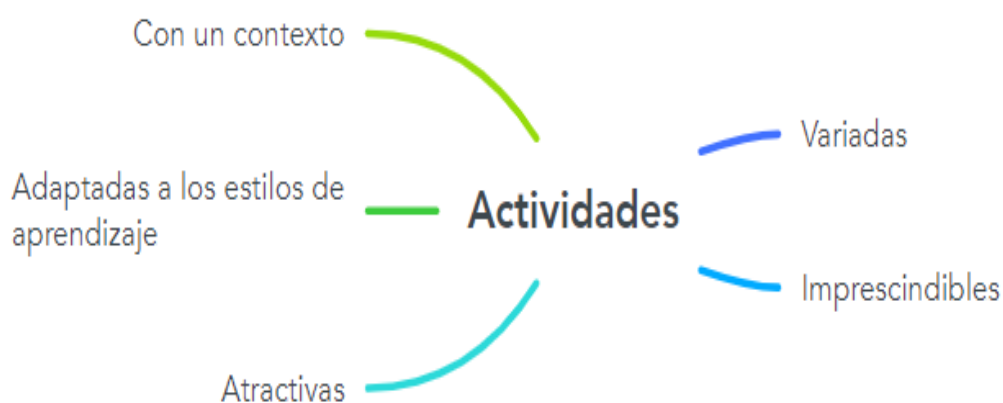 Con un contexto
Variadas
Adaptadas a los estilos de
aprendizaje
Actividades
Imprescindibles
Atractivas